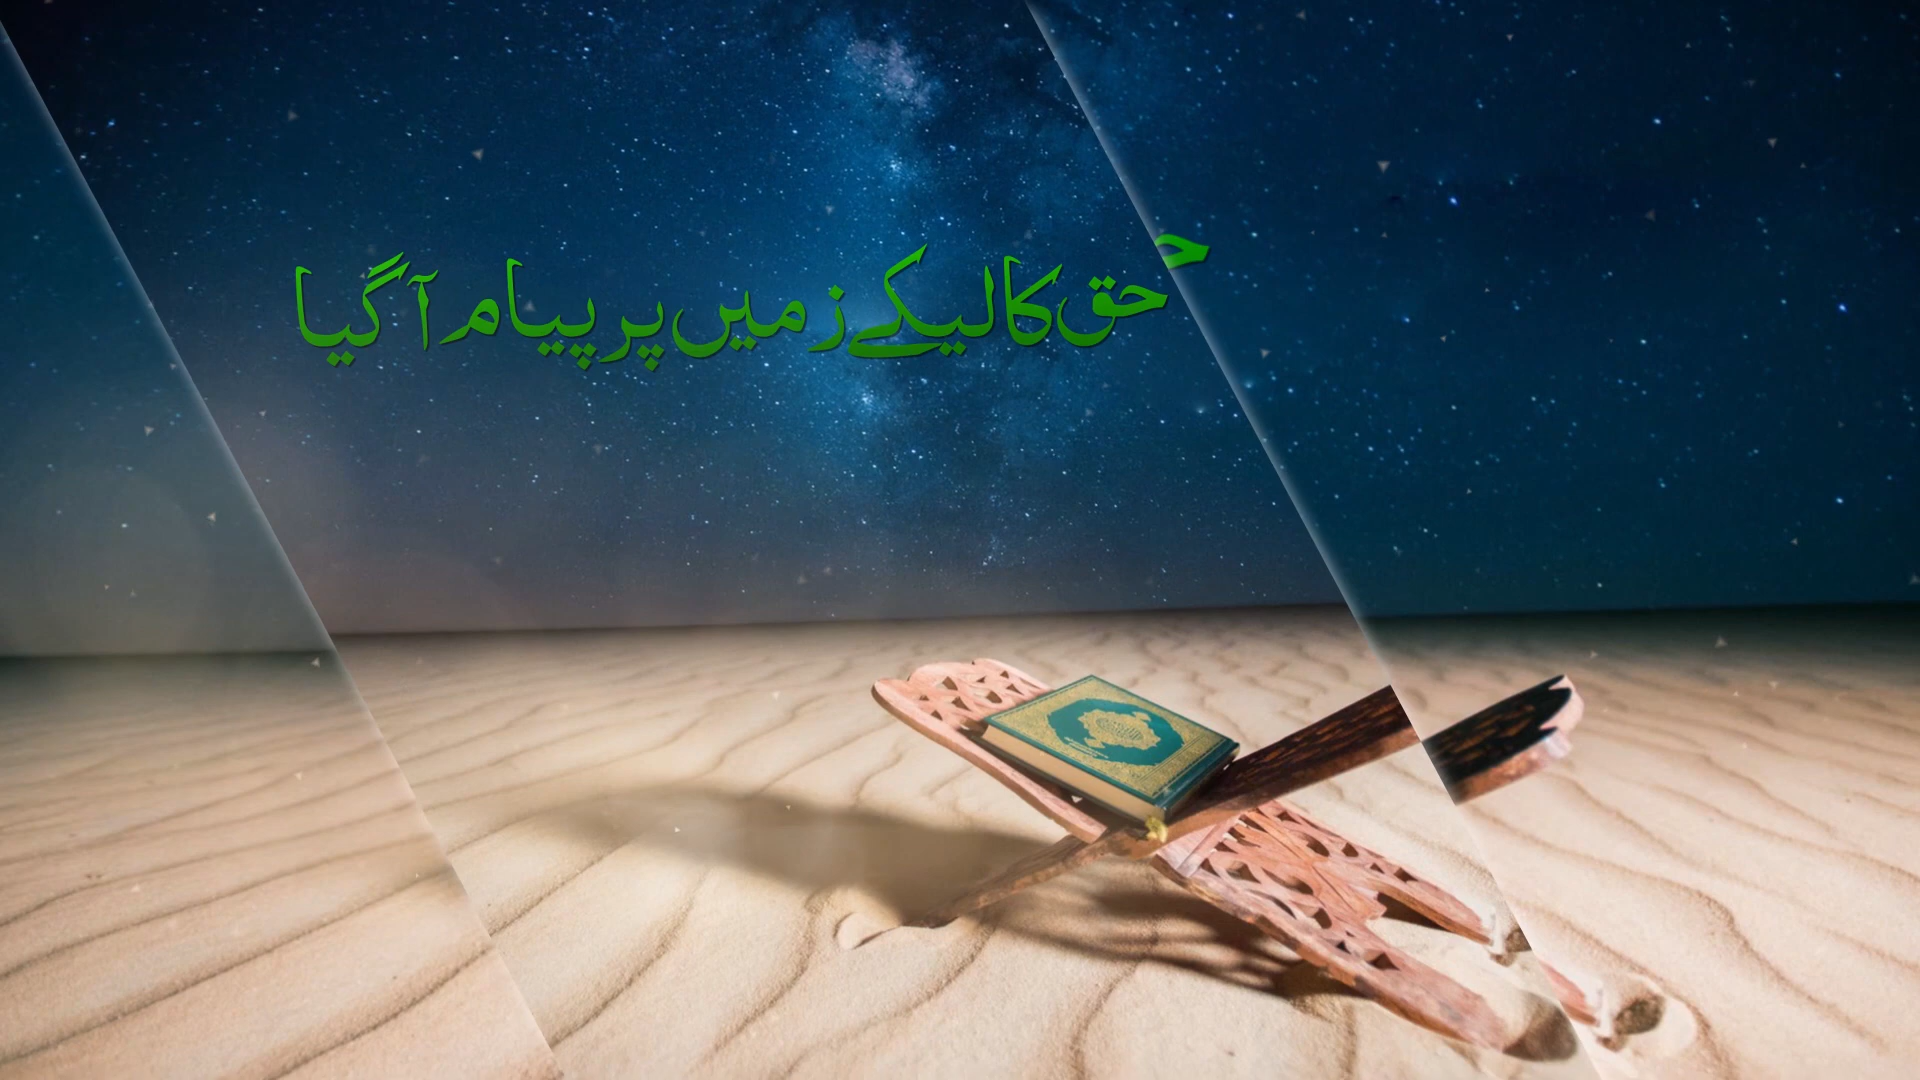 حق کا لیکے زمیں پر پیام آ گیا